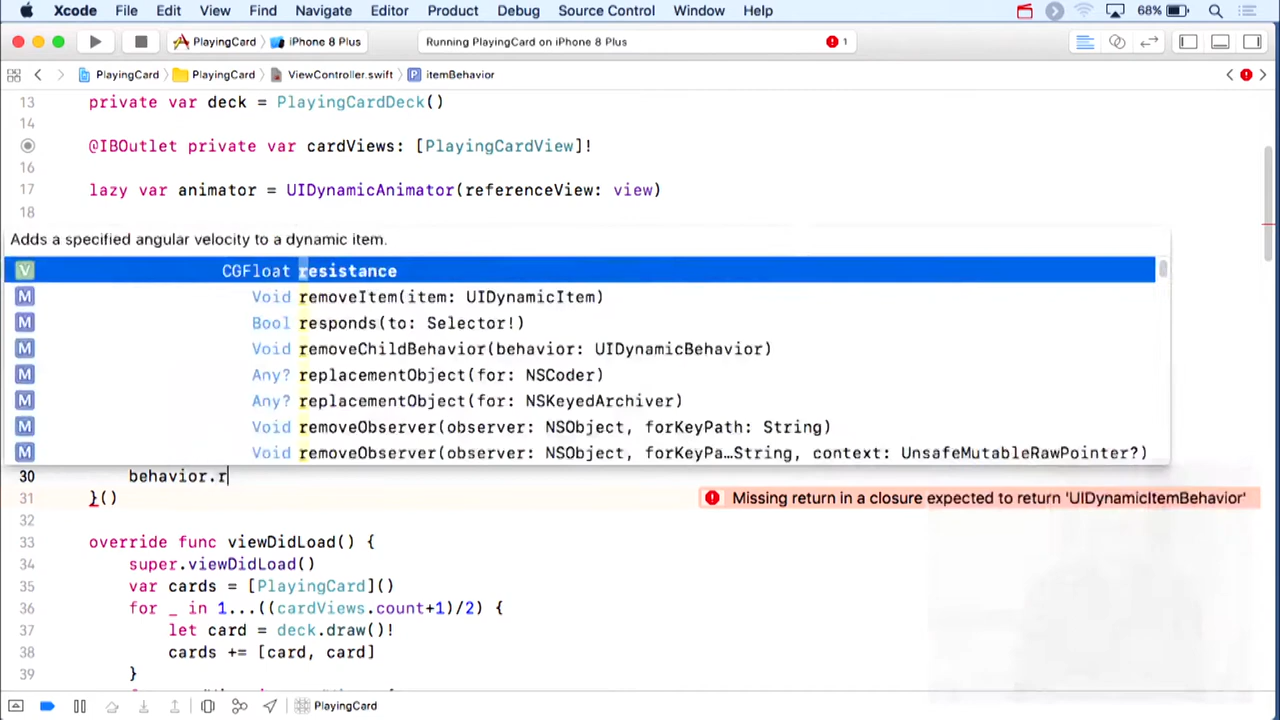 Xcode File Edit View Find Navigate Editor Product Debug Source Control Window Help 68%
PlayingCard iPhone 8 Plus Running PlayingCard on iPhone 8 Plus 1
PlayingCard PlayingCard ViewController.swift P itemBehavior
13 private var deck = PlayingCardDeck()
14
@IBOutlet private var cardViews: [PlayingCardView]!
16
17 lazy var animator = UIDynamicAnimator(referenceView: view)
18
Adds a specified angular velocity to a dynamic item.
V CGFloat resistance
M Void removeItem(item: UIDynamicItem)
M Bool responds(to: Selector!)
M Void removeChildBehavior(behavior: UIDynamicBehavior)
M Any? replacementObject(for: NSCoder)
M Any? replacementObject(for: NSKeyedArchiver)
M Void removeObserver(observer: NSObject, forKeyPath: String)
M Void removeObserver(observer: NSObject, forKeyPa…String, context: UnsafeMutableRawPointer?)
30 behavior.r
31 }() Missing return in a closure expected to return 'UIDynamicItemBehavior'
32
33 override func viewDidLoad() {
34 super.viewDidLoad()
35 var cards = [PlayingCard]()
36 for _ in 1...((cardViews.count+1)/2) {
37 let card = deck.draw()!
38 cards += [card, card]
39 }
PlayingCard